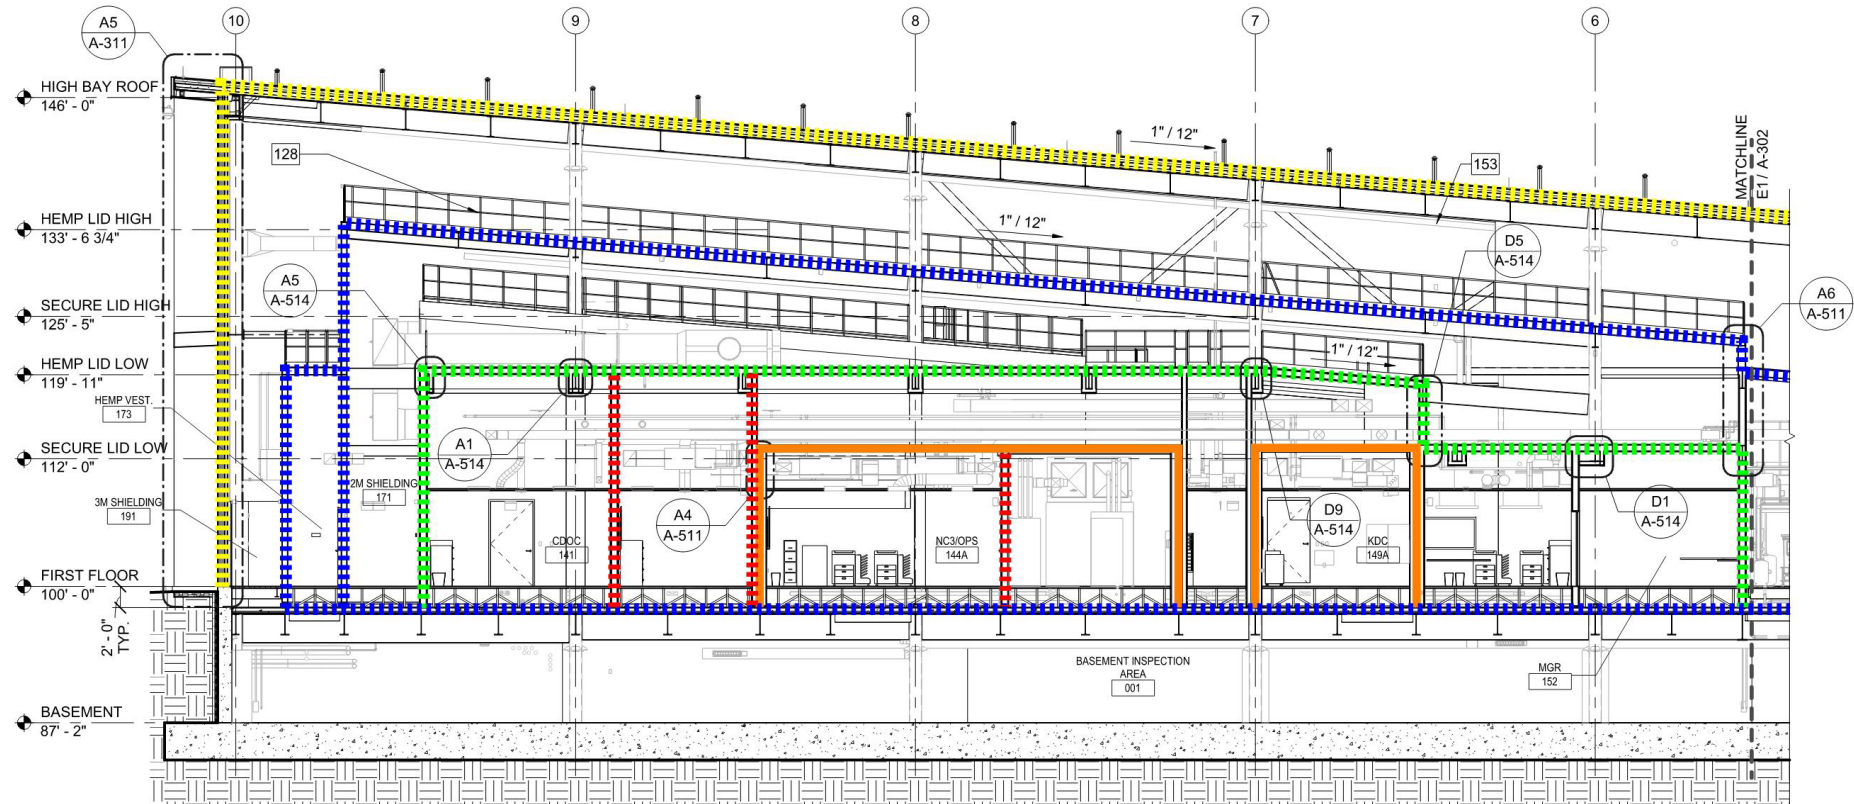 A5
A-311
10
9
8
7
6
HIGH BAY ROOF
146' - 0"
1" / 12"
MATCHLINE
E1 / A-302
128
153
HEMP LID HIGH
133' - 6 3/4"
1" / 12"
D5
A-514
A5
A-514
A6
A-511
SECURE LID HIGH
125' - 5"
1" / 12"
HEMP LID LOW
119' - 11"
HEMP VEST.
173
A1
A-514
SECURE LID LOW
112' - 0"
2M SHIELDING
171
3M SHIELDING
191
A4
A-511
D9
A-514
D1
A-514
CDOC
141
NC3/OPS
144A
KDC
149A
FIRST FLOOR
100' - 0"
2' - 0"
TYP.
BASEMENT INSPECTION
AREA
001
MGR
152
BASEMENT
87' - 2"